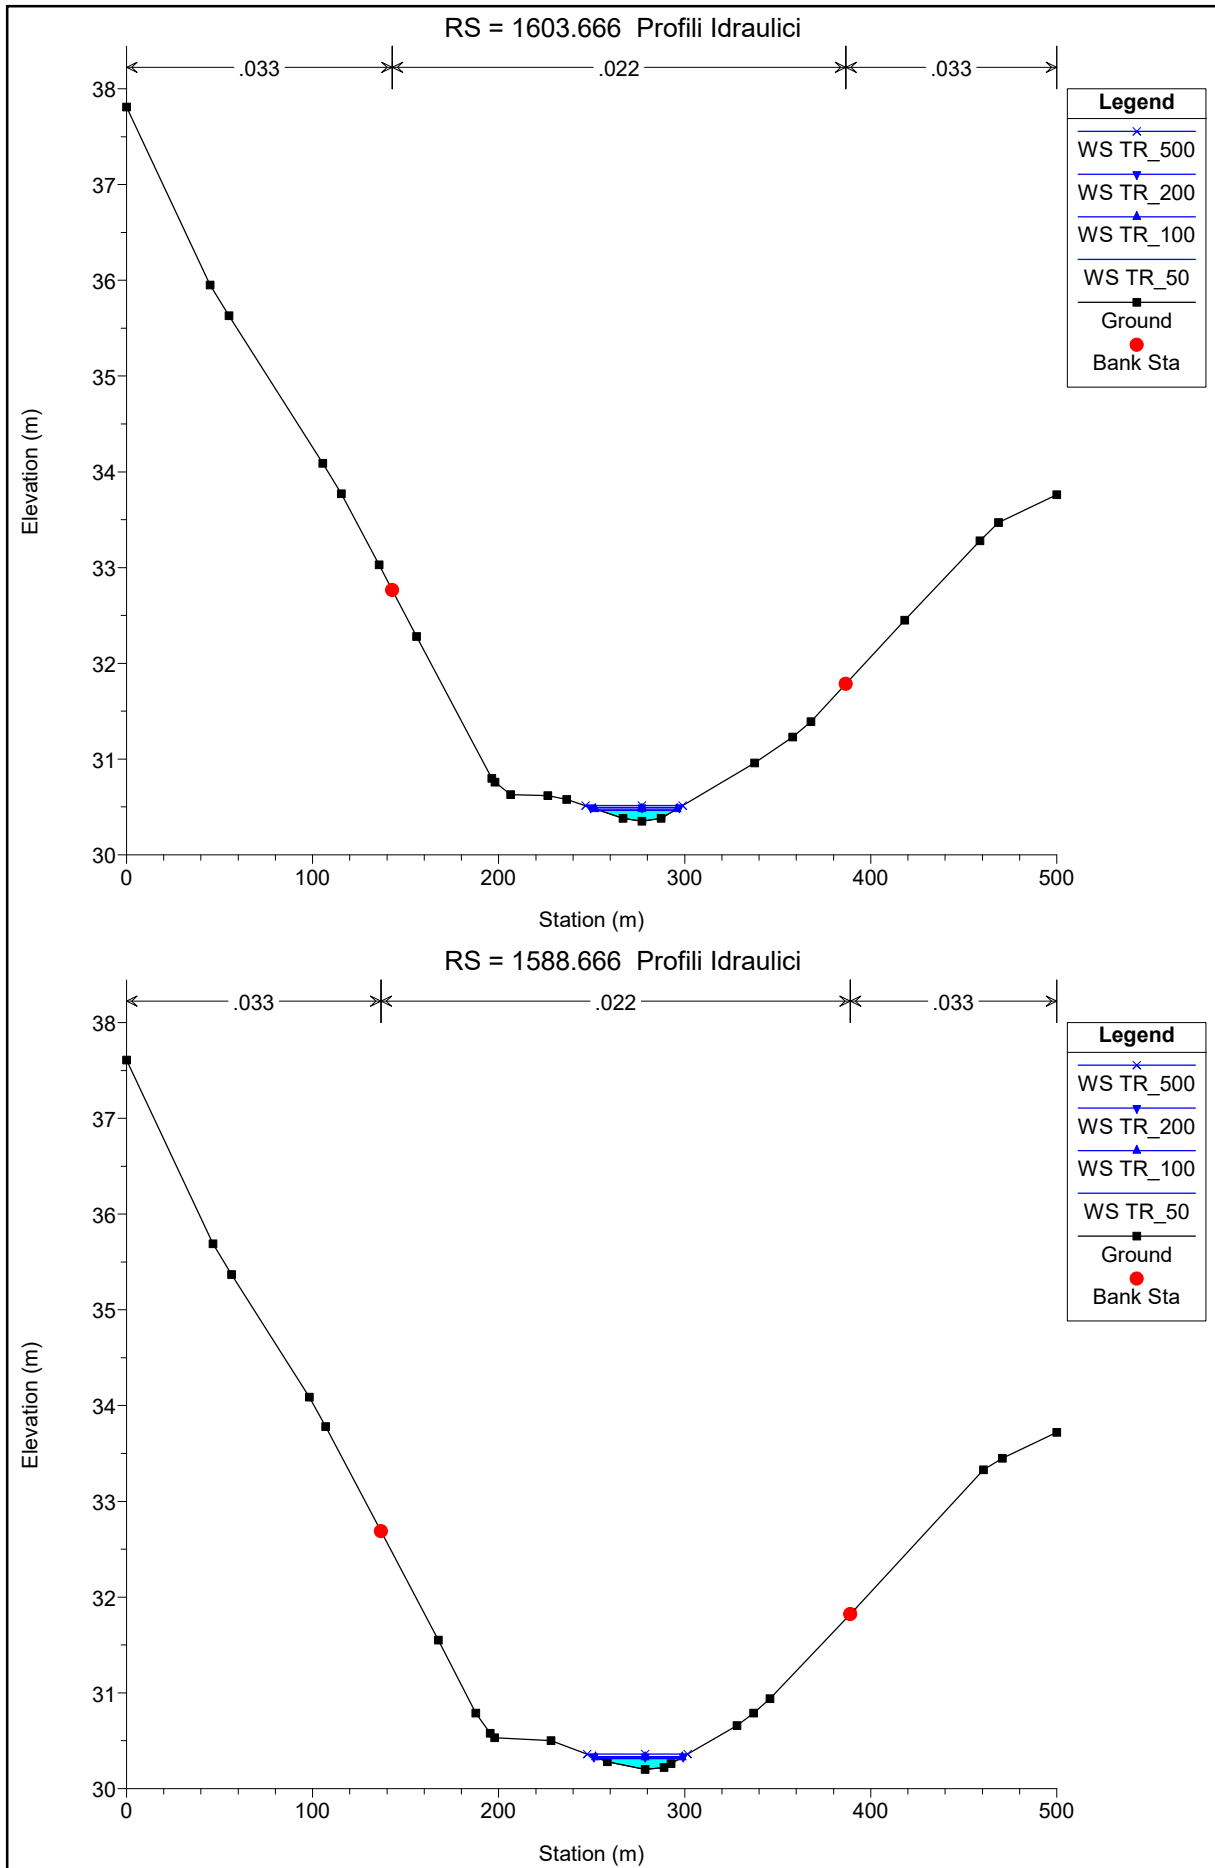 RS = 1603.666 Profili Idraulici
.033 .022 .033
38
37
36
35
34
33
32
31
30
Elevation (m)
0 100 200 300 400 500
Station (m)
Legend
WS TR_500
WS TR_200
WS TR_100
WS TR_50
Ground
Bank Sta
RS = 1588.666 Profili Idraulici
.033 .022 .033
38
37
36
35
34
33
32
31
30
Elevation (m)
0 100 200 300 400 500
Station (m)
Legend
WS TR_500
WS TR_200
WS TR_100
WS TR_50
Ground
Bank Sta